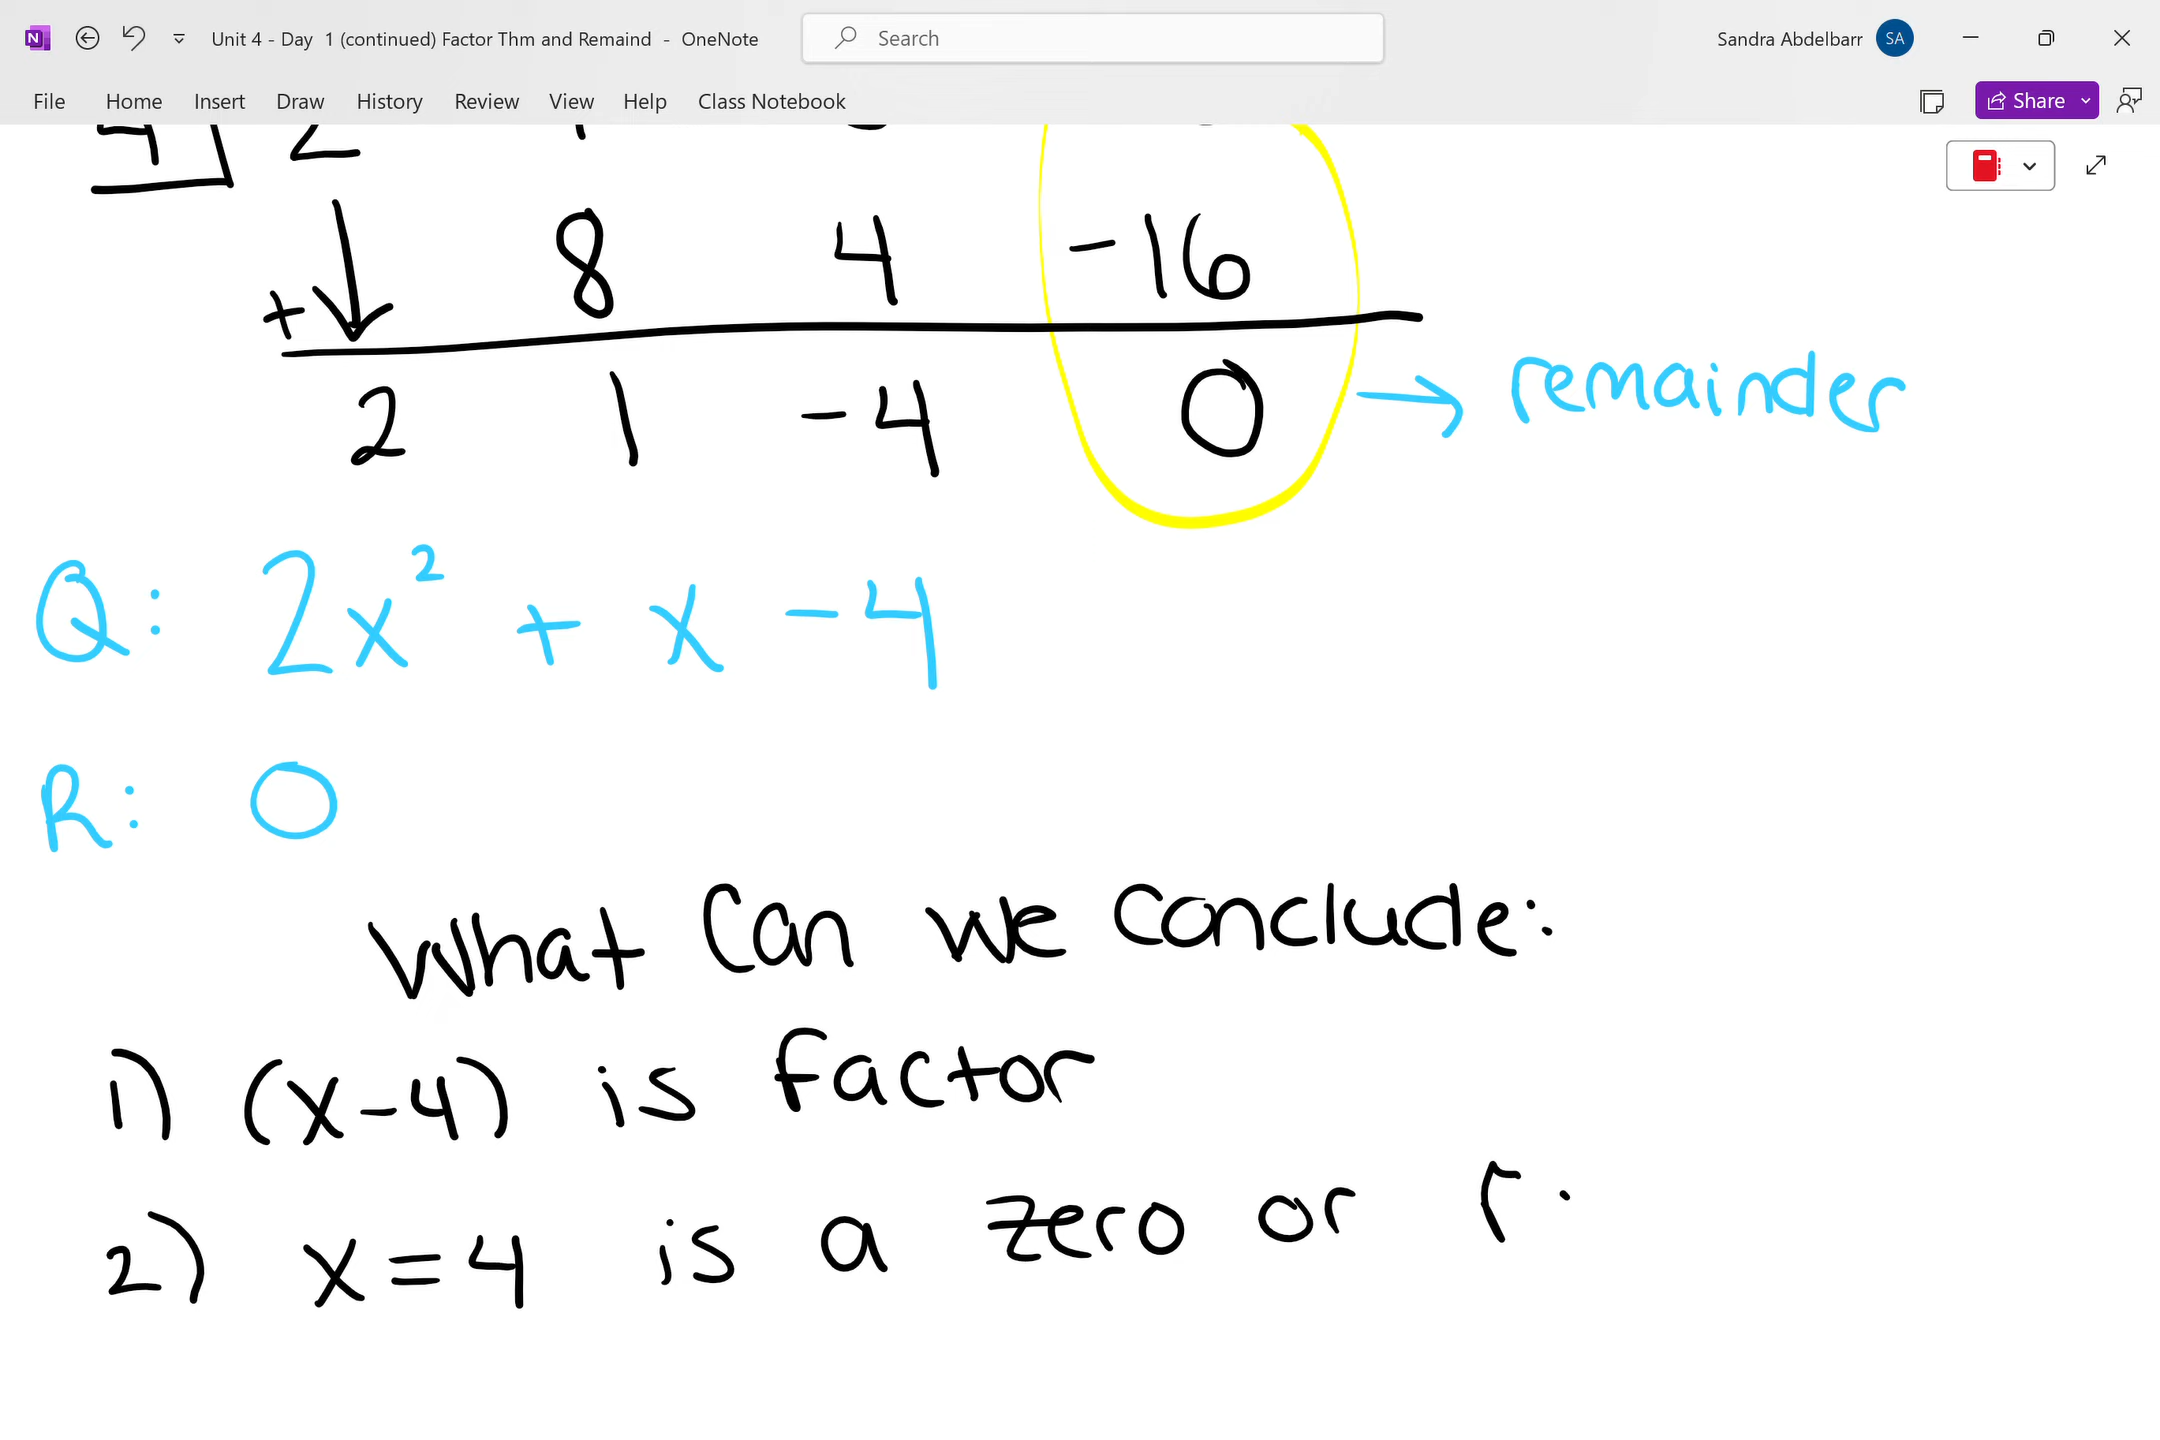 Unit 4 - Day 1 (continued) Factor Thm and Remaind - OneNote
Search
Sandra Abdelbarr SA
File Home Insert Draw History Review View Help Class Notebook
Share
4 2
8 4 -16
+
2 1 -4 0 → remainder
Q: 2x² + x -4
R: 0
What can we conclude:
1) (x-4) is factor
2) x=4 is a zero or r